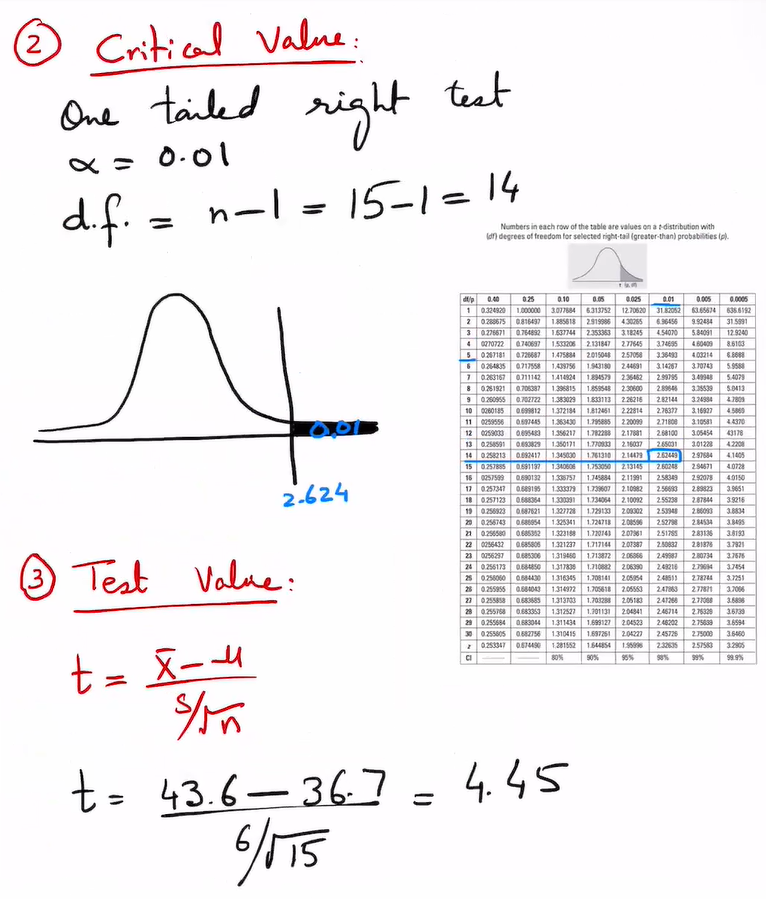 2 Critical Value:
One tailed right test
α = 0.01
d.f. = n-1 = 15-1 = 14
Numbers in each row of the table are values on a t-distribution with
(df) degrees of freedom for selected right-tail (greater-than) probabilities (p).
t (p, df)
df/p 0.40 0.25 0.10 0.05 0.025 0.01 0.005 0.0005
1 0.324920 1.000000 3.077684 6.313752 12.70620 31.82052 63.65674 636.6192
2 0.288675 0.816497 1.885618 2.919986 4.30265 6.96456 9.92484 31.5991
3 0.276671 0.764892 1.637744 2.353363 3.18245 4.54070 5.84091 12.9240
4 0270722 0.740697 1.533206 2.131847 2.77645 3.74695 4.60409 8.6103
5 0.267181 0.726687 1.475884 2.015048 2.57058 3.36493 4.03214 6.8688
6 0.264835 0.717558 1.439756 1.943180 2.44691 3.14267 3.70743 5.9588
7 0.263167 0.711142 1.414924 1.894579 2.36462 2.99795 3.49948 5.4079
8 0.261921 0.706387 1.396815 1.859548 2.30600 2.89646 3.35539 5.0413
9 0.260955 0.702722 1.383029 1.833113 2.26216 2.82144 3.24984 4.7809
10 0260185 0.699812 1.372184 1.812461 2.22814 2.76377 3.16927 4.5869
11 0259556 0.697445 1.363430 1.795885 2.20099 2.71808 3.10581 4.4370
12 0259033 0.695483 1.356217 1.782288 2.17881 2.68100 3.05454 43178
13 0.258591 0.693829 1.350171 1.770933 2.16037 2.65031 3.01228 4.2208
14 0.258213 0.692417 1.345030 1.761310 2.14479 2.62449 2.97684 4.1405
15 0.257885 0.691197 1.340606 1.753050 2.13145 2.60248 2.94671 4.0728
16 0257599 0.690132 1.336757 1.745884 2.11991 2.58349 2.92078 4.0150
17 0.257347 0.689195 1.333379 1.739607 2.10982 2.56693 2.89823 3.9651
18 0.257123 0.688364 1.330391 1.734064 2.10092 2.55238 2.87844 3.9216
19 0.256923 0.687621 1.327728 1.729133 2.09302 2.53948 2.86093 3.8834
20 0.256743 0.686954 1.325341 1.724718 2.08596 2.52798 2.84534 3.8495
21 0.256580 0.686352 1.323188 1.720743 2.07961 2.51765 2.83136 3.8193
22 0256432 0.685805 1.321237 1.717144 2.07387 2.50832 2.81876 3.7921
23 0256297 0.685306 1.319460 1.713872 2.06866 2.49987 2.80734 3.7676
24 0.256173 0.684850 1.317836 1.710882 2.06390 2.49216 2.79694 3.7454
25 0.256060 0.684430 1.316345 1.708141 2.05954 2.48511 2.78744 3.7251
26 0.255955 0.684043 1.314972 1.705618 2.05553 2.47863 2.77871 3.7066
27 0.255858 0.683685 1.313703 1.703288 2.05183 2.47266 2.77068 3.6896
28 0.255768 0.683353 1.312527 1.701131 2.04841 2.46714 2.76326 3.6739
29 0.255684 0.683044 1.311434 1.699127 2.04523 2.46202 2.75639 3.6594
30 0.255605 0.682756 1.310415 1.697261 2.04227 2.45726 2.75000 3.6460
z 0.253347 0.674490 1.281552 1.644854 1.95996 2.32635 2.57583 3.2905
CI 80% 90% 95% 98% 99% 99.9%
0.01
2.624
3 Test Value:
t = x̄-μ
s/√n
t = 43.6-36.7 = 4.45
6/√15